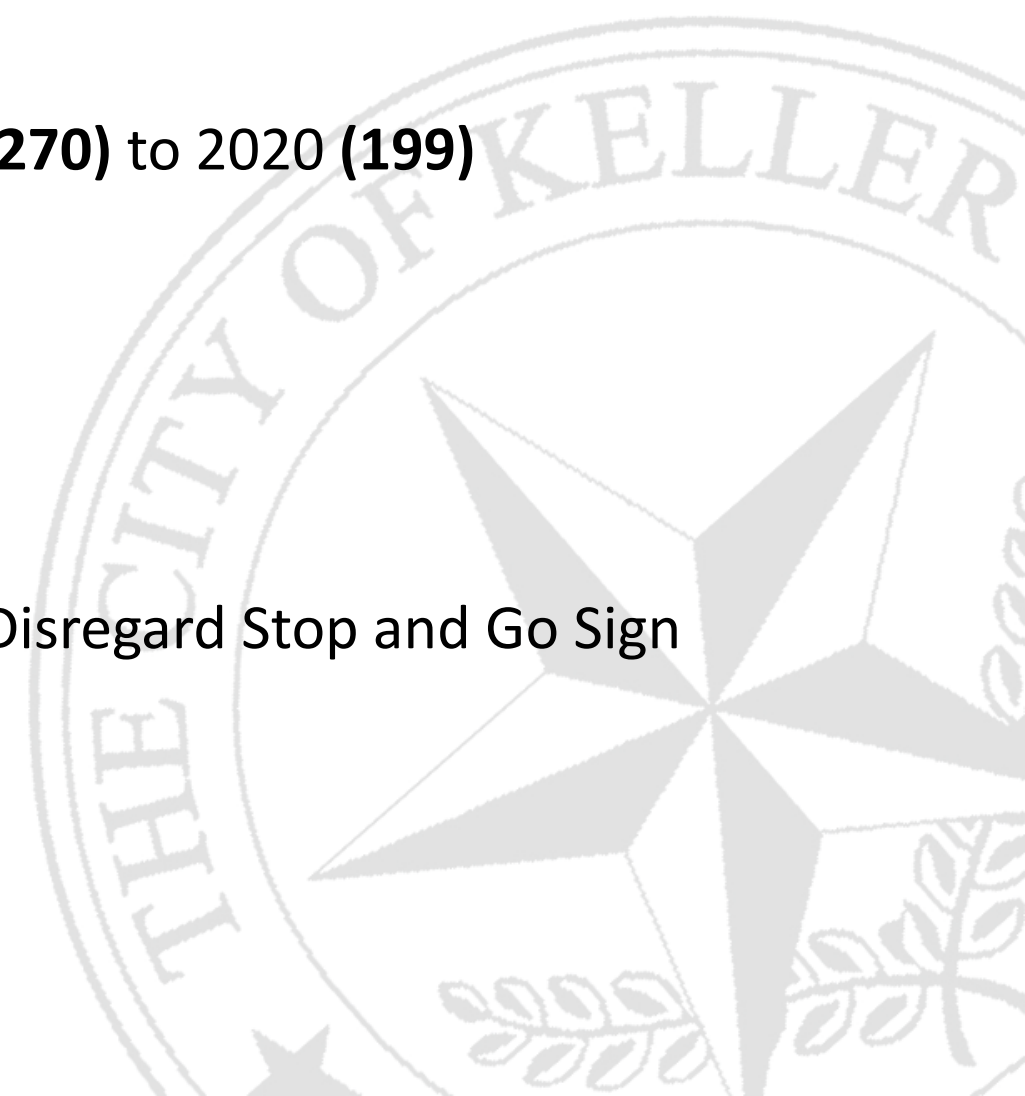 270) to 2020 (199)
Disregard Stop and Go Sign
THE CITY OF KELLER